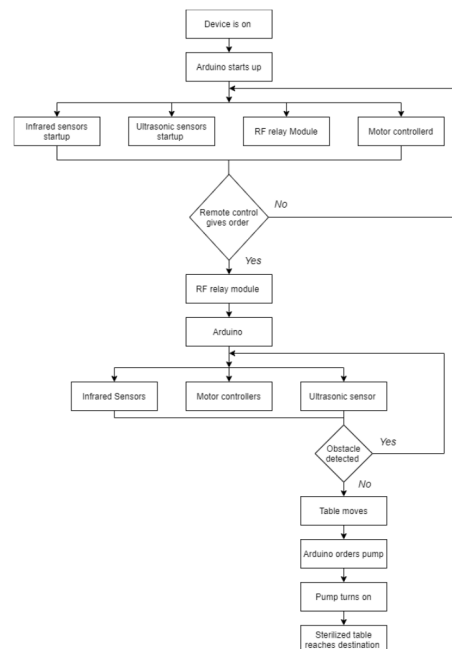 Device is on
Arduino starts up
Infrared sensors
startup
Ultrasonic sensors
startup
RF relay Module
Motor controllerd
Remote control
gives order
No
Yes
RF relay module
Arduino
Infrared Sensors
Motor controllers
Ultrasonic sensor
Obstacle
detected
Yes
No
Table moves
Arduino orders pump
Pump turns on
Sterilized table
reaches destination